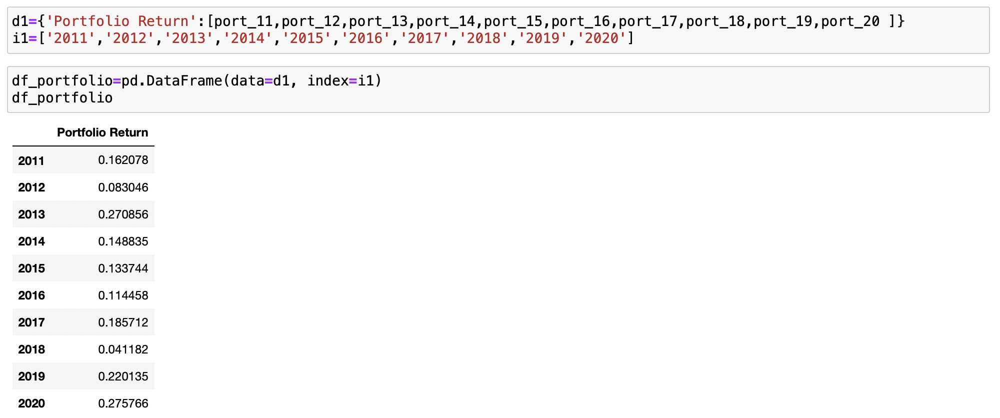 d1={'Portfolio Return':[port_11,port_12,port_13,port_14,port_15,port_16,port_17,port_18,port_19,port_20 ]}
i1=['2011','2012','2013','2014','2015','2016','2017','2018','2019','2020']
df_portfolio=pd.DataFrame(data=d1, index=i1)
df_portfolio
Portfolio Return
2011 0.162078
2012 0.083046
2013 0.270856
2014 0.148835
2015 0.133744
2016 0.114458
2017 0.185712
2018 0.041182
2019 0.220135
2020 0.275766